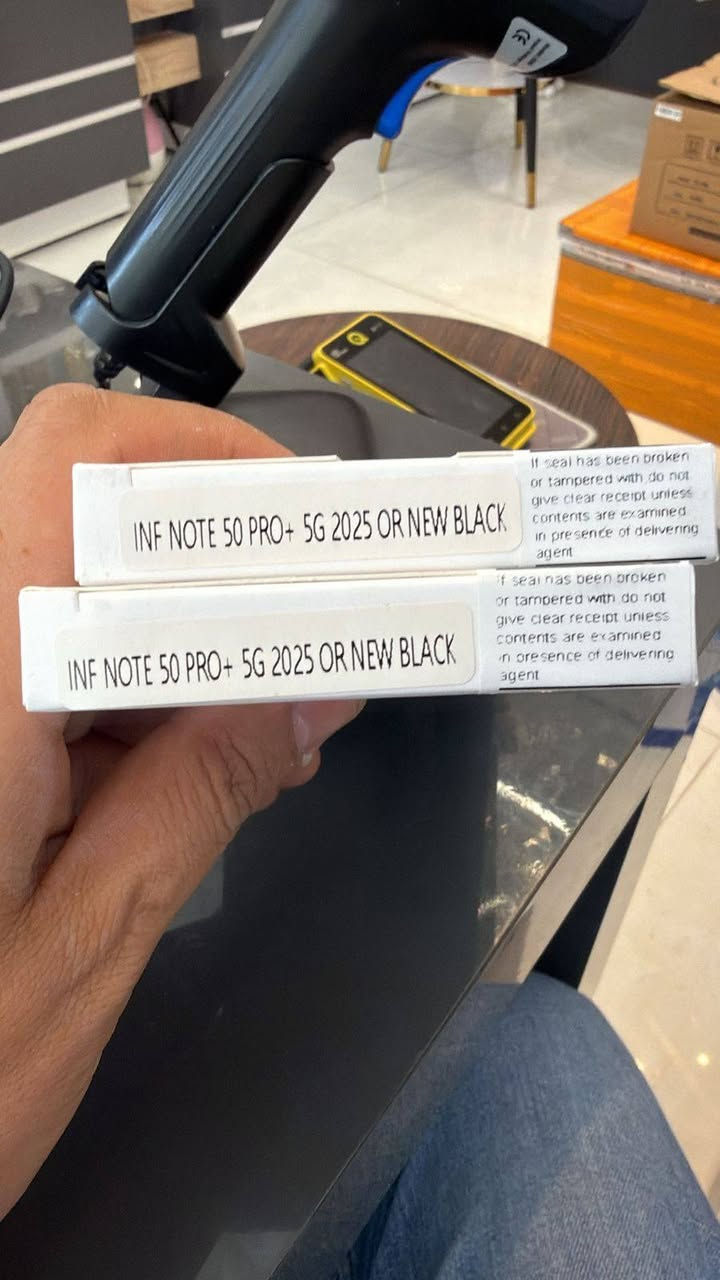 INF NOTE 50 PRO+ 5G 2025 OR NEW BLACK
If seal has been broken
or tampered with do not
give clear receipt unless
contents are examined
in presence of delivering
agent
INF NOTE 50 PRO+ 5G 2025 OR NEW BLACK
If seal has been broken
or tampered with do not
give clear receipt unless
contents are examined
in presence of delivering
agent